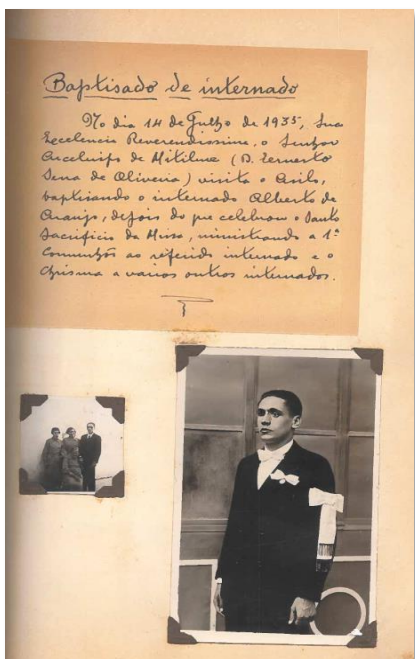 Baptisado de internado
No dia 14 de Julho de 1935, Sua
Excelencia Reverendissima, o Senhor
Arcebispo de Mitilene (D. Ernesto
Sena de Oliveira) visita o Asilo,
baptisando o internado Alberto de
Araujo, depois do que celebrou o Santo
Sacrificio da Missa, ministrando a 1ª
Comunhão ao referido internado e o
Chrisma a varios outros internados.